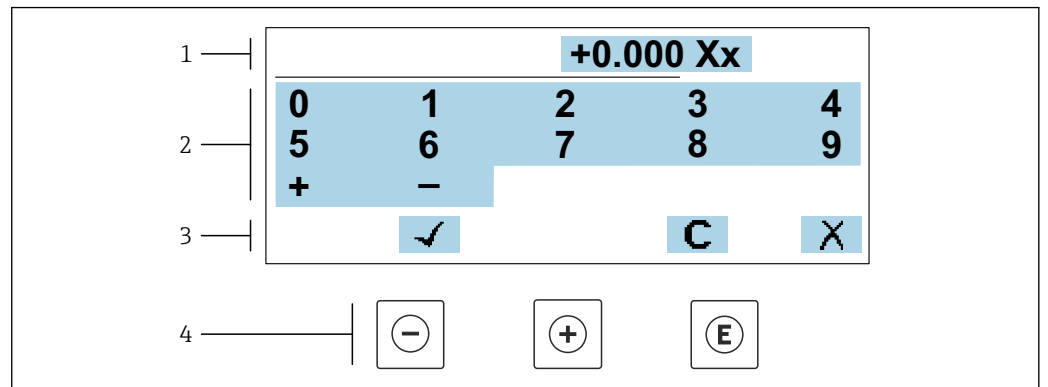 1 +0.000 Xx
0 1 2 3 4
2 5 6 7 8 9
+ −
3 ✓ C X
4 − + E